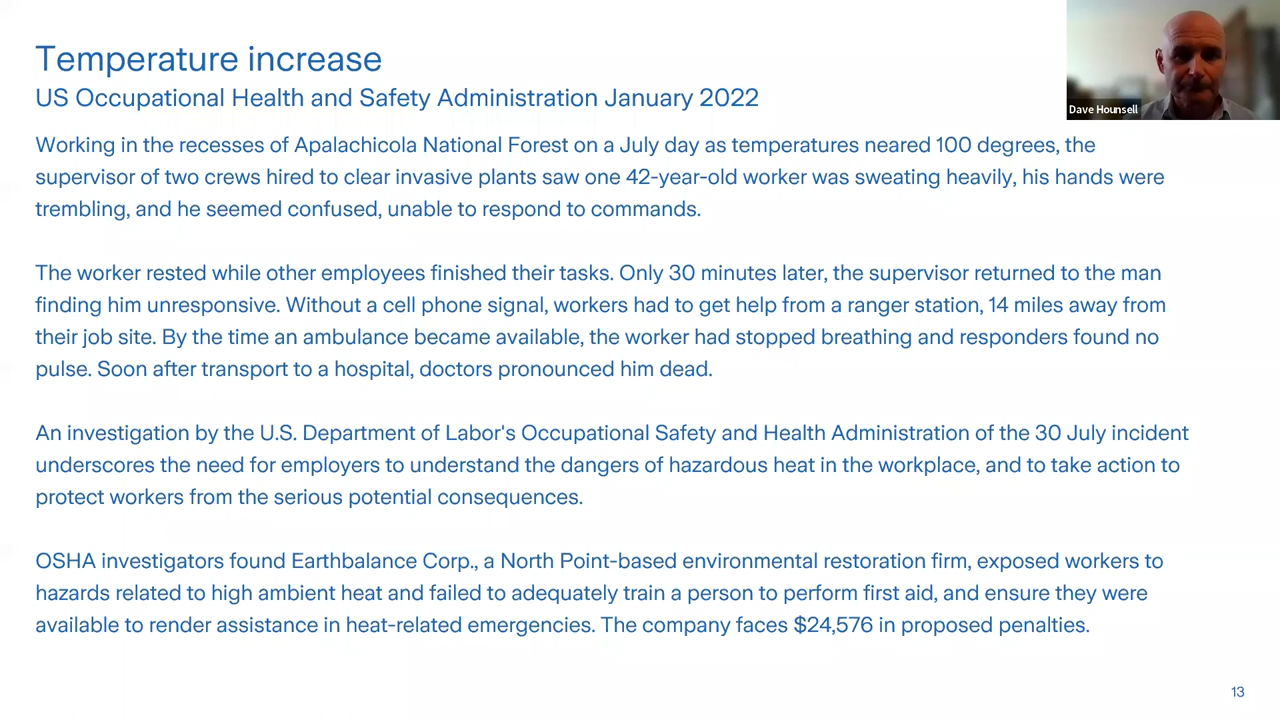 Temperature increase
US Occupational Health and Safety Administration January 2022
Dave Hounsell
Working in the recesses of Apalachicola National Forest on a July day as temperatures neared 100 degrees, the
supervisor of two crews hired to clear invasive plants saw one 42-year-old worker was sweating heavily, his hands were
trembling, and he seemed confused, unable to respond to commands.
The worker rested while other employees finished their tasks. Only 30 minutes later, the supervisor returned to the man
finding him unresponsive. Without a cell phone signal, workers had to get help from a ranger station, 14 miles away from
their job site. By the time an ambulance became available, the worker had stopped breathing and responders found no
pulse. Soon after transport to a hospital, doctors pronounced him dead.
An investigation by the U.S. Department of Labor's Occupational Safety and Health Administration of the 30 July incident
underscores the need for employers to understand the dangers of hazardous heat in the workplace, and to take action to
protect workers from the serious potential consequences.
OSHA investigators found Earthbalance Corp., a North Point-based environmental restoration firm, exposed workers to
hazards related to high ambient heat and failed to adequately train a person to perform first aid, and ensure they were
available to render assistance in heat-related emergencies. The company faces $24,576 in proposed penalties.
13